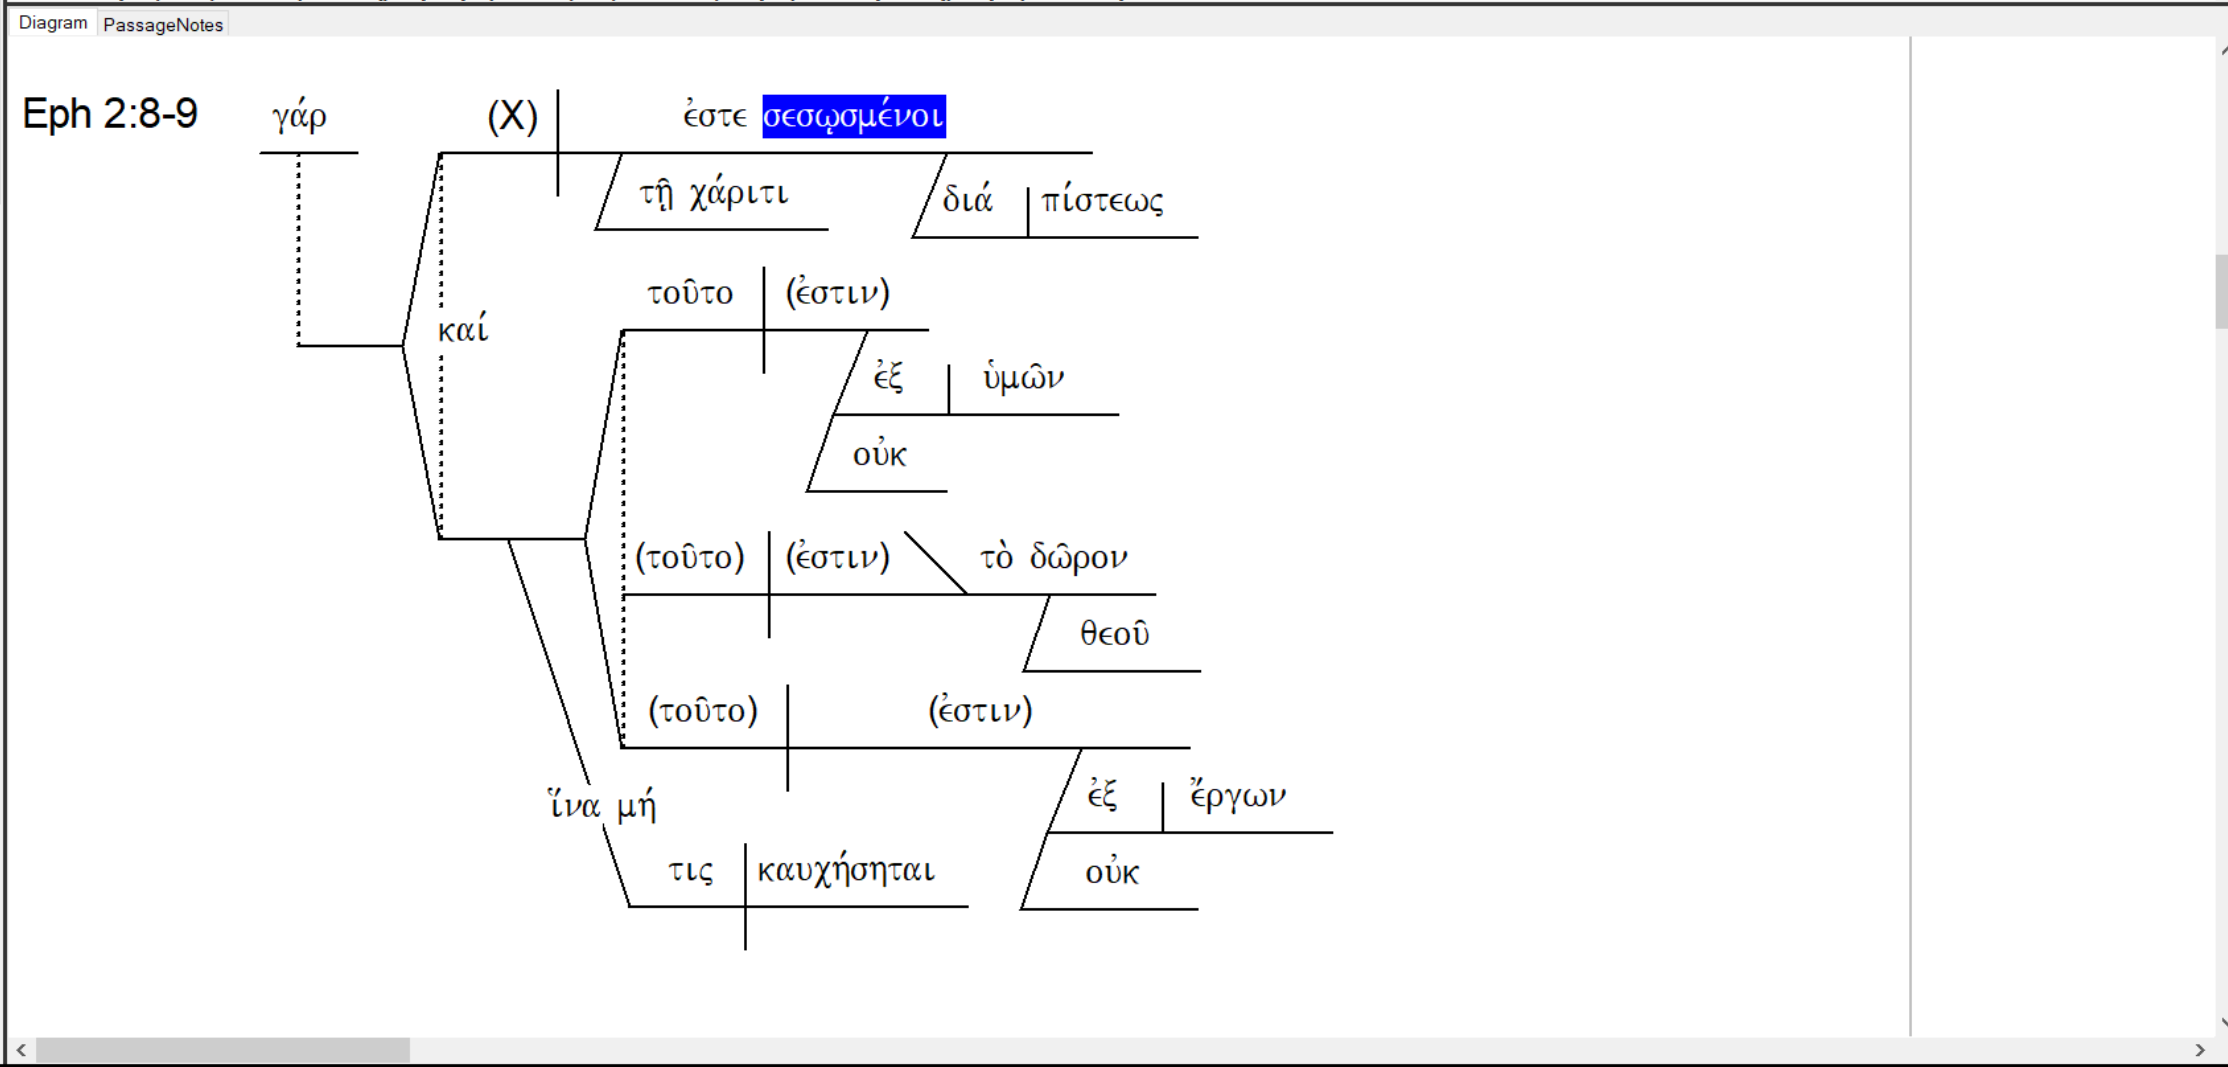 Diagram PassageNotes
Eph 2:8-9 γάρ (X) ἐστε σεσῳσμένοι
τῇ χάριτι διά πίστεως
τοῦτο (ἐστιν)
καί
ἐξ ὑμῶν
οὐκ
(τοῦτο) (ἐστιν) τὸ δῶρον
θεοῦ
(τοῦτο) (ἐστιν)
ἵνα μή ἐξ ἔργων
τις καυχήσηται οὐκ